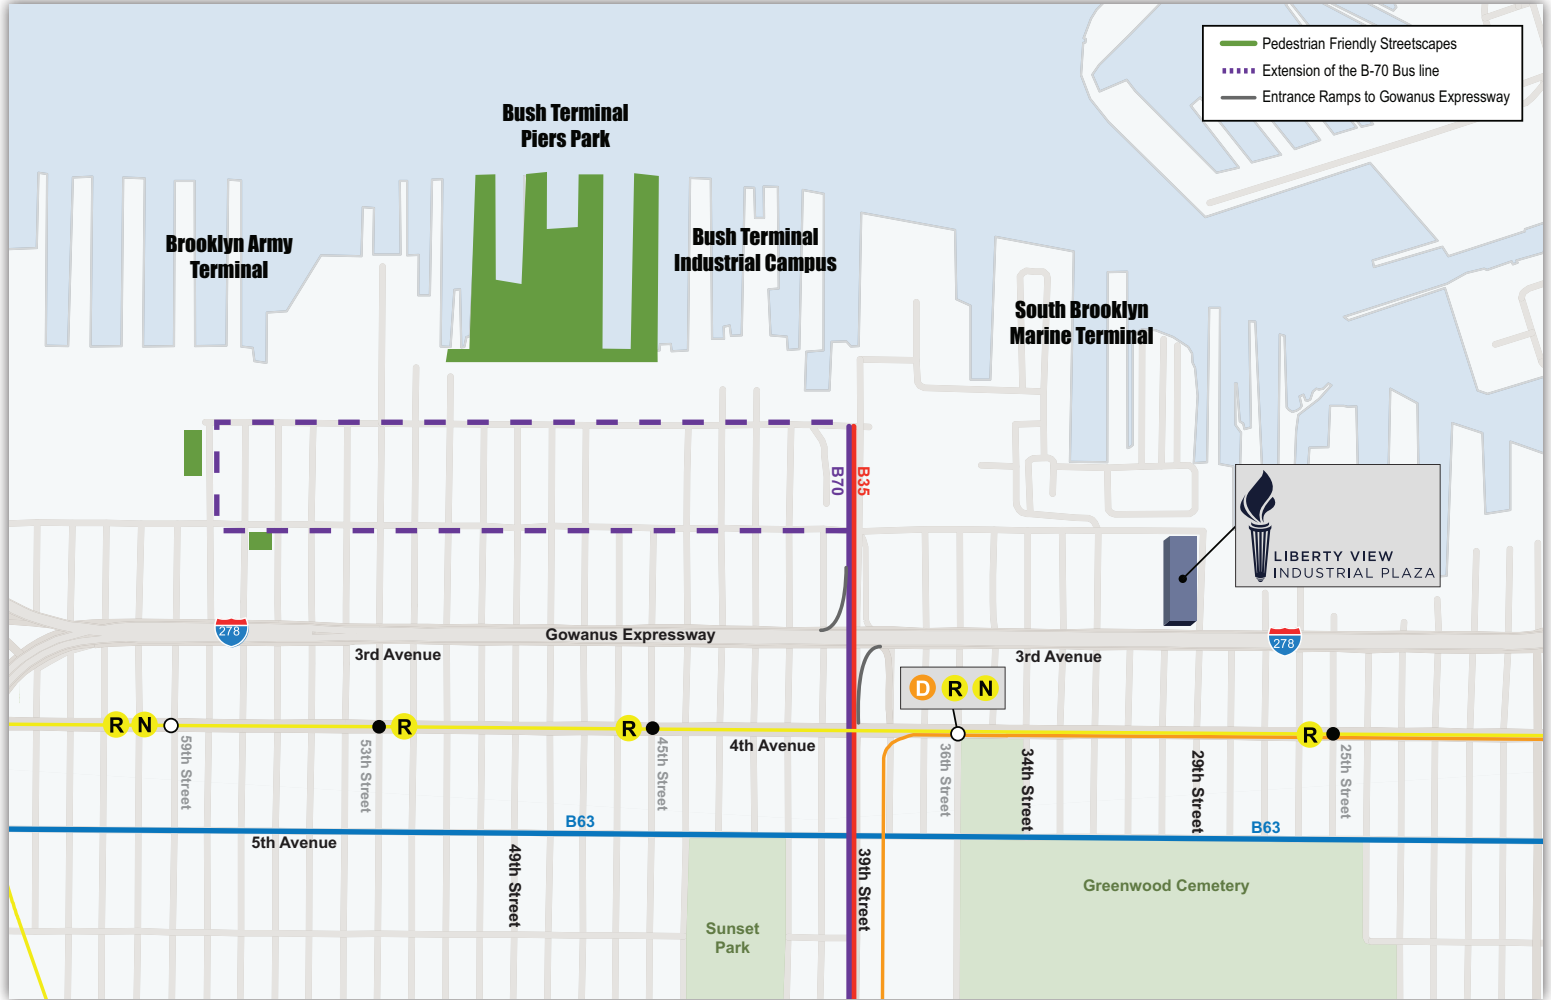 Pedestrian Friendly Streetscapes
Extension of the B-70 Bus line
Entrance Ramps to Gowanus Expressway
Bush Terminal
Piers Park
Brooklyn Army
Terminal
Bush Terminal
Industrial Campus
South Brooklyn
Marine Terminal
B70
B35
LIBERTY VIEW
INDUSTRIAL PLAZA
278
Gowanus Expressway
278
3rd Avenue
3rd Avenue
D R N
R N
R
R
R
4th Avenue
59th Street
53th Street
45th Street
36th Street
34th Street
29th Street
25th Street
B63
B63
5th Avenue
49th Street
39th Street
Greenwood Cemetery
Sunset
Park